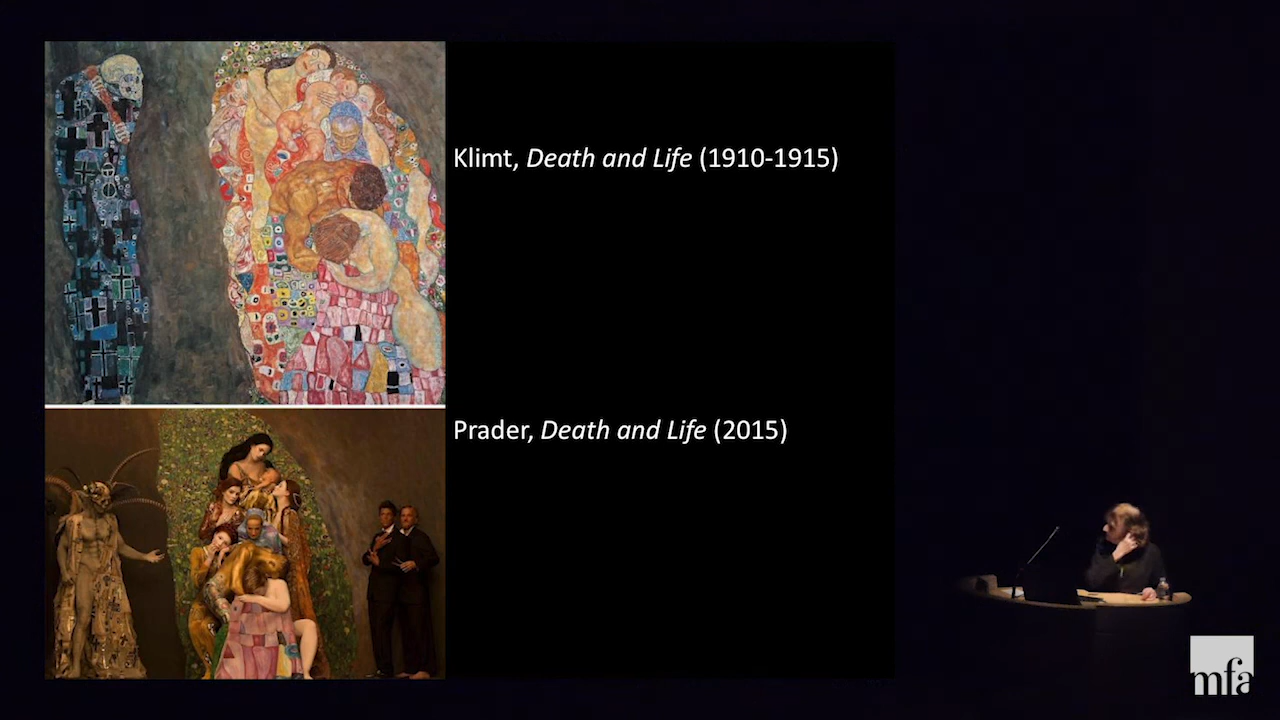 Klimt, Death and Life (1910-1915)
Prader, Death and Life (2015)
mfa